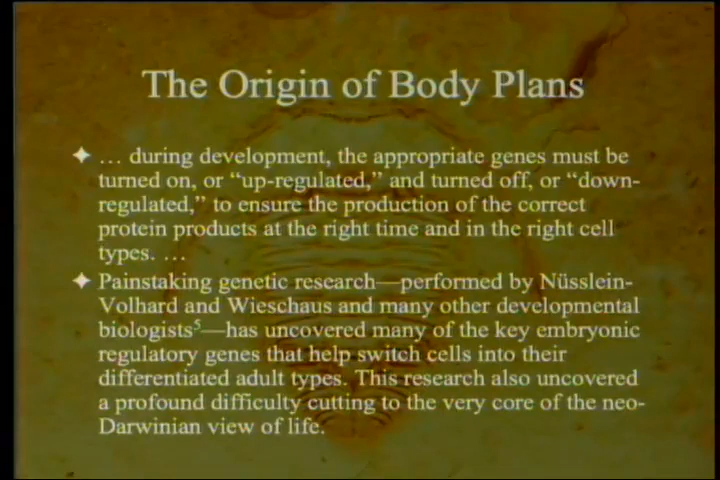 The Origin of Body Plans
… during development, the appropriate genes must be
turned on, or “up-regulated,” and turned off, or “down-
regulated,” to ensure the production of the correct
protein products at the right time and in the right cell
types. …
Painstaking genetic research—performed by Nüsslein-
Volhard and Wieschaus and many other developmental
biologists⁵—has uncovered many of the key embryonic
regulatory genes that help switch cells into their
differentiated adult types. This research also uncovered
a profound difficulty cutting to the very core of the neo-
Darwinian view of life.